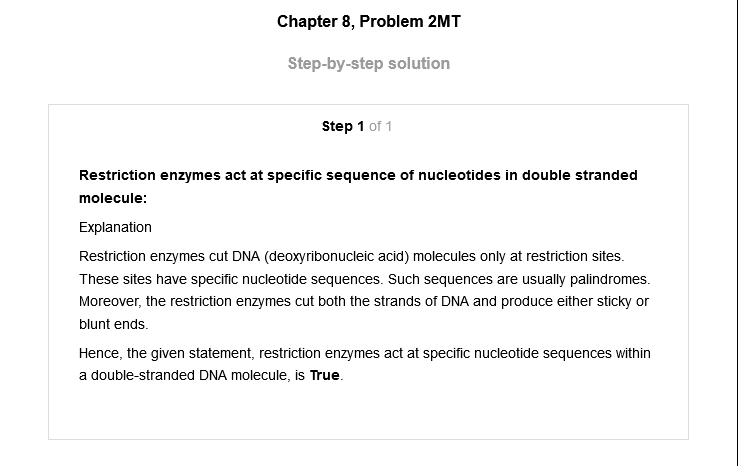 Chapter 8, Problem 2MT
Step-by-step solution
Step 1 of 1
Restriction enzymes act at specific sequence of nucleotides in double stranded
molecule:
Explanation
Restriction enzymes cut DNA (deoxyribonucleic acid) molecules only at restriction sites.
These sites have specific nucleotide sequences. Such sequences are usually palindromes.
Moreover, the restriction enzymes cut both the strands of DNA and produce either sticky or
blunt ends.
Hence, the given statement, restriction enzymes act at specific nucleotide sequences within
a double-stranded DNA molecule, is True.